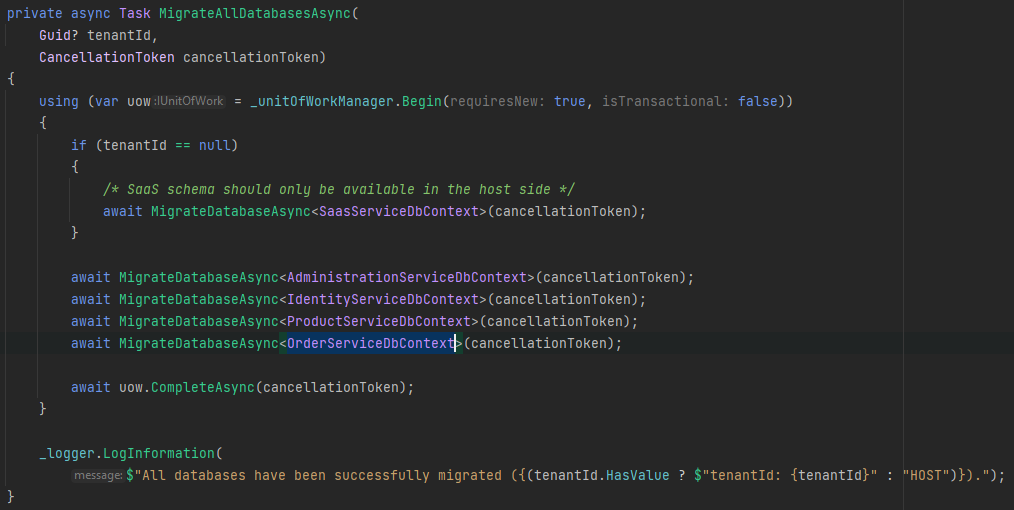 private async Task MigrateAllDatabasesAsync(
    Guid? tenantId,
    CancellationToken cancellationToken)
{
    using (var uow :IUnitOfWork = _unitOfWorkManager.Begin(requiresNew: true, isTransactional: false))
    {
        if (tenantId == null)
        {
            /* SaaS schema should only be available in the host side */
            await MigrateDatabaseAsync<SaasServiceDbContext>(cancellationToken);
        }

        await MigrateDatabaseAsync<AdministrationServiceDbContext>(cancellationToken);
        await MigrateDatabaseAsync<IdentityServiceDbContext>(cancellationToken);
        await MigrateDatabaseAsync<ProductServiceDbContext>(cancellationToken);
        await MigrateDatabaseAsync<OrderServiceDbContext>(cancellationToken);

        await uow.CompleteAsync(cancellationToken);
    }

    _logger.LogInformation(
        message: $"All databases have been successfully migrated ({(tenantId.HasValue ? $"tenantId: {tenantId}" : "HOST")}).");
}